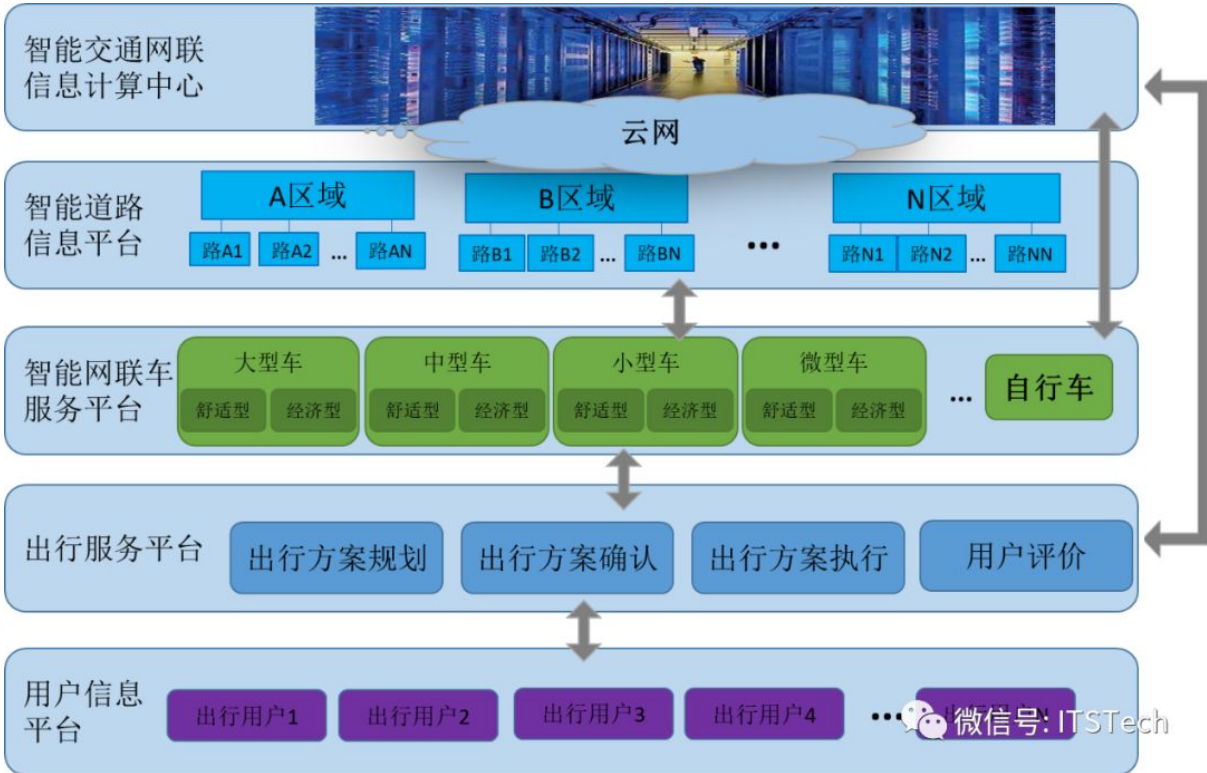 智能交通网联
信息计算中心
云网
智能道路
信息平台
A区域
B区域
N区域
路A1
路A2
...
路AN
路B1
路B2
...
路BN
...
路N1
路N2
...
路NN
智能网联车
服务平台
大型车
舒适型
经济型
中型车
舒适型
经济型
小型车
舒适型
经济型
微型车
舒适型
经济型
...
自行车
出行服务平台
出行方案规划
出行方案确认
出行方案执行
用户评价
用户信息
平台
出行用户1
出行用户2
出行用户3
出行用户4
...
微信号: ITSTech